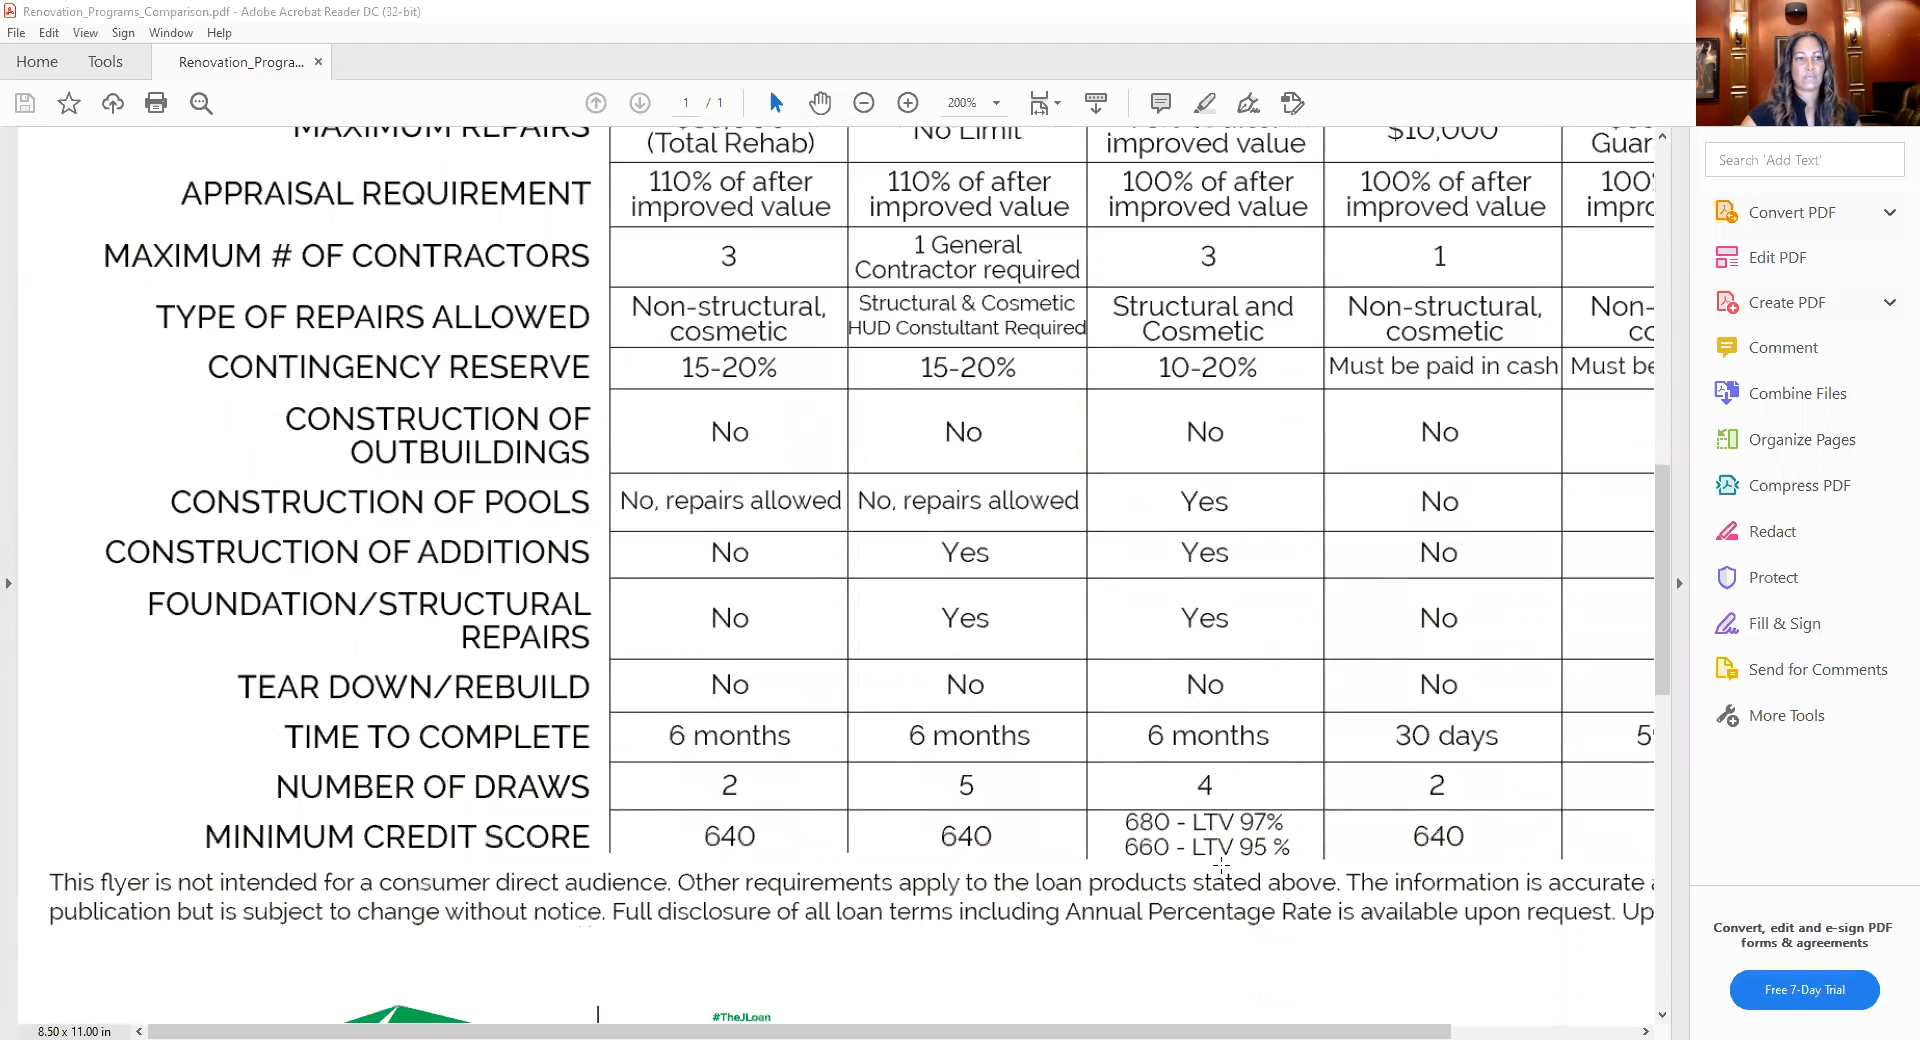 Renovation_Programs_Comparison.pdf - Adobe Acrobat Reader DC (32-bit)
File Edit View Sign Window Help
Home Tools Renovation_Progra... ×
1 / 1 200%
MAXIMUM REPAIRS
(Total Rehab) No Limit improved value $10,000 Guar
APPRAISAL REQUIREMENT
110% of after 110% of after 100% of after 100% of after 100
improved value improved value improved value improved value impro
MAXIMUM # OF CONTRACTORS 3 1 General 3 1
Contractor required
TYPE OF REPAIRS ALLOWED
Non-structural, Structural & Cosmetic Structural and Non-structural, Non-
cosmetic HUD Constultant Required Cosmetic cosmetic co
CONTINGENCY RESERVE 15-20% 15-20% 10-20% Must be paid in cash Must be
CONSTRUCTION OF
OUTBUILDINGS No No No No
CONSTRUCTION OF POOLS No, repairs allowed No, repairs allowed Yes No
CONSTRUCTION OF ADDITIONS No Yes Yes No
FOUNDATION/STRUCTURAL
REPAIRS No Yes Yes No
TEAR DOWN/REBUILD No No No No
TIME TO COMPLETE 6 months 6 months 6 months 30 days 5
NUMBER OF DRAWS 2 5 4 2
MINIMUM CREDIT SCORE 640 640 680 - LTV 97% 640
660 - LTV 95 %
This flyer is not intended for a consumer direct audience. Other requirements apply to the loan products stated above. The information is accurate
publication but is subject to change without notice. Full disclosure of all loan terms including Annual Percentage Rate is available upon request. Up
#TheJLoan
8.50 x 11.00 in
Search 'Add Text'
Convert PDF
Edit PDF
Create PDF
Comment
Combine Files
Organize Pages
Compress PDF
Redact
Protect
Fill & Sign
Send for Comments
More Tools
Convert, edit and e-sign PDF
forms & agreements
Free 7-Day Trial